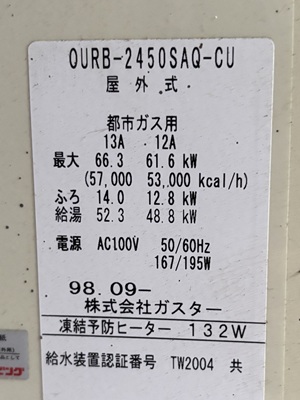 OURB-2450SAQ-CU
屋外式
都市ガス用
13A 12A
最大 66.3 61.6 kW
(57,000 53,000 kcal/h)
ふろ 14.0 12.8 kW
給湯 52.3 48.8 kW
電源 AC100V 50/60Hz
167/195W
98.09-
株式会社ガスター
凍結予防ヒーター 132W
給水装置認証番号 TW2004 共